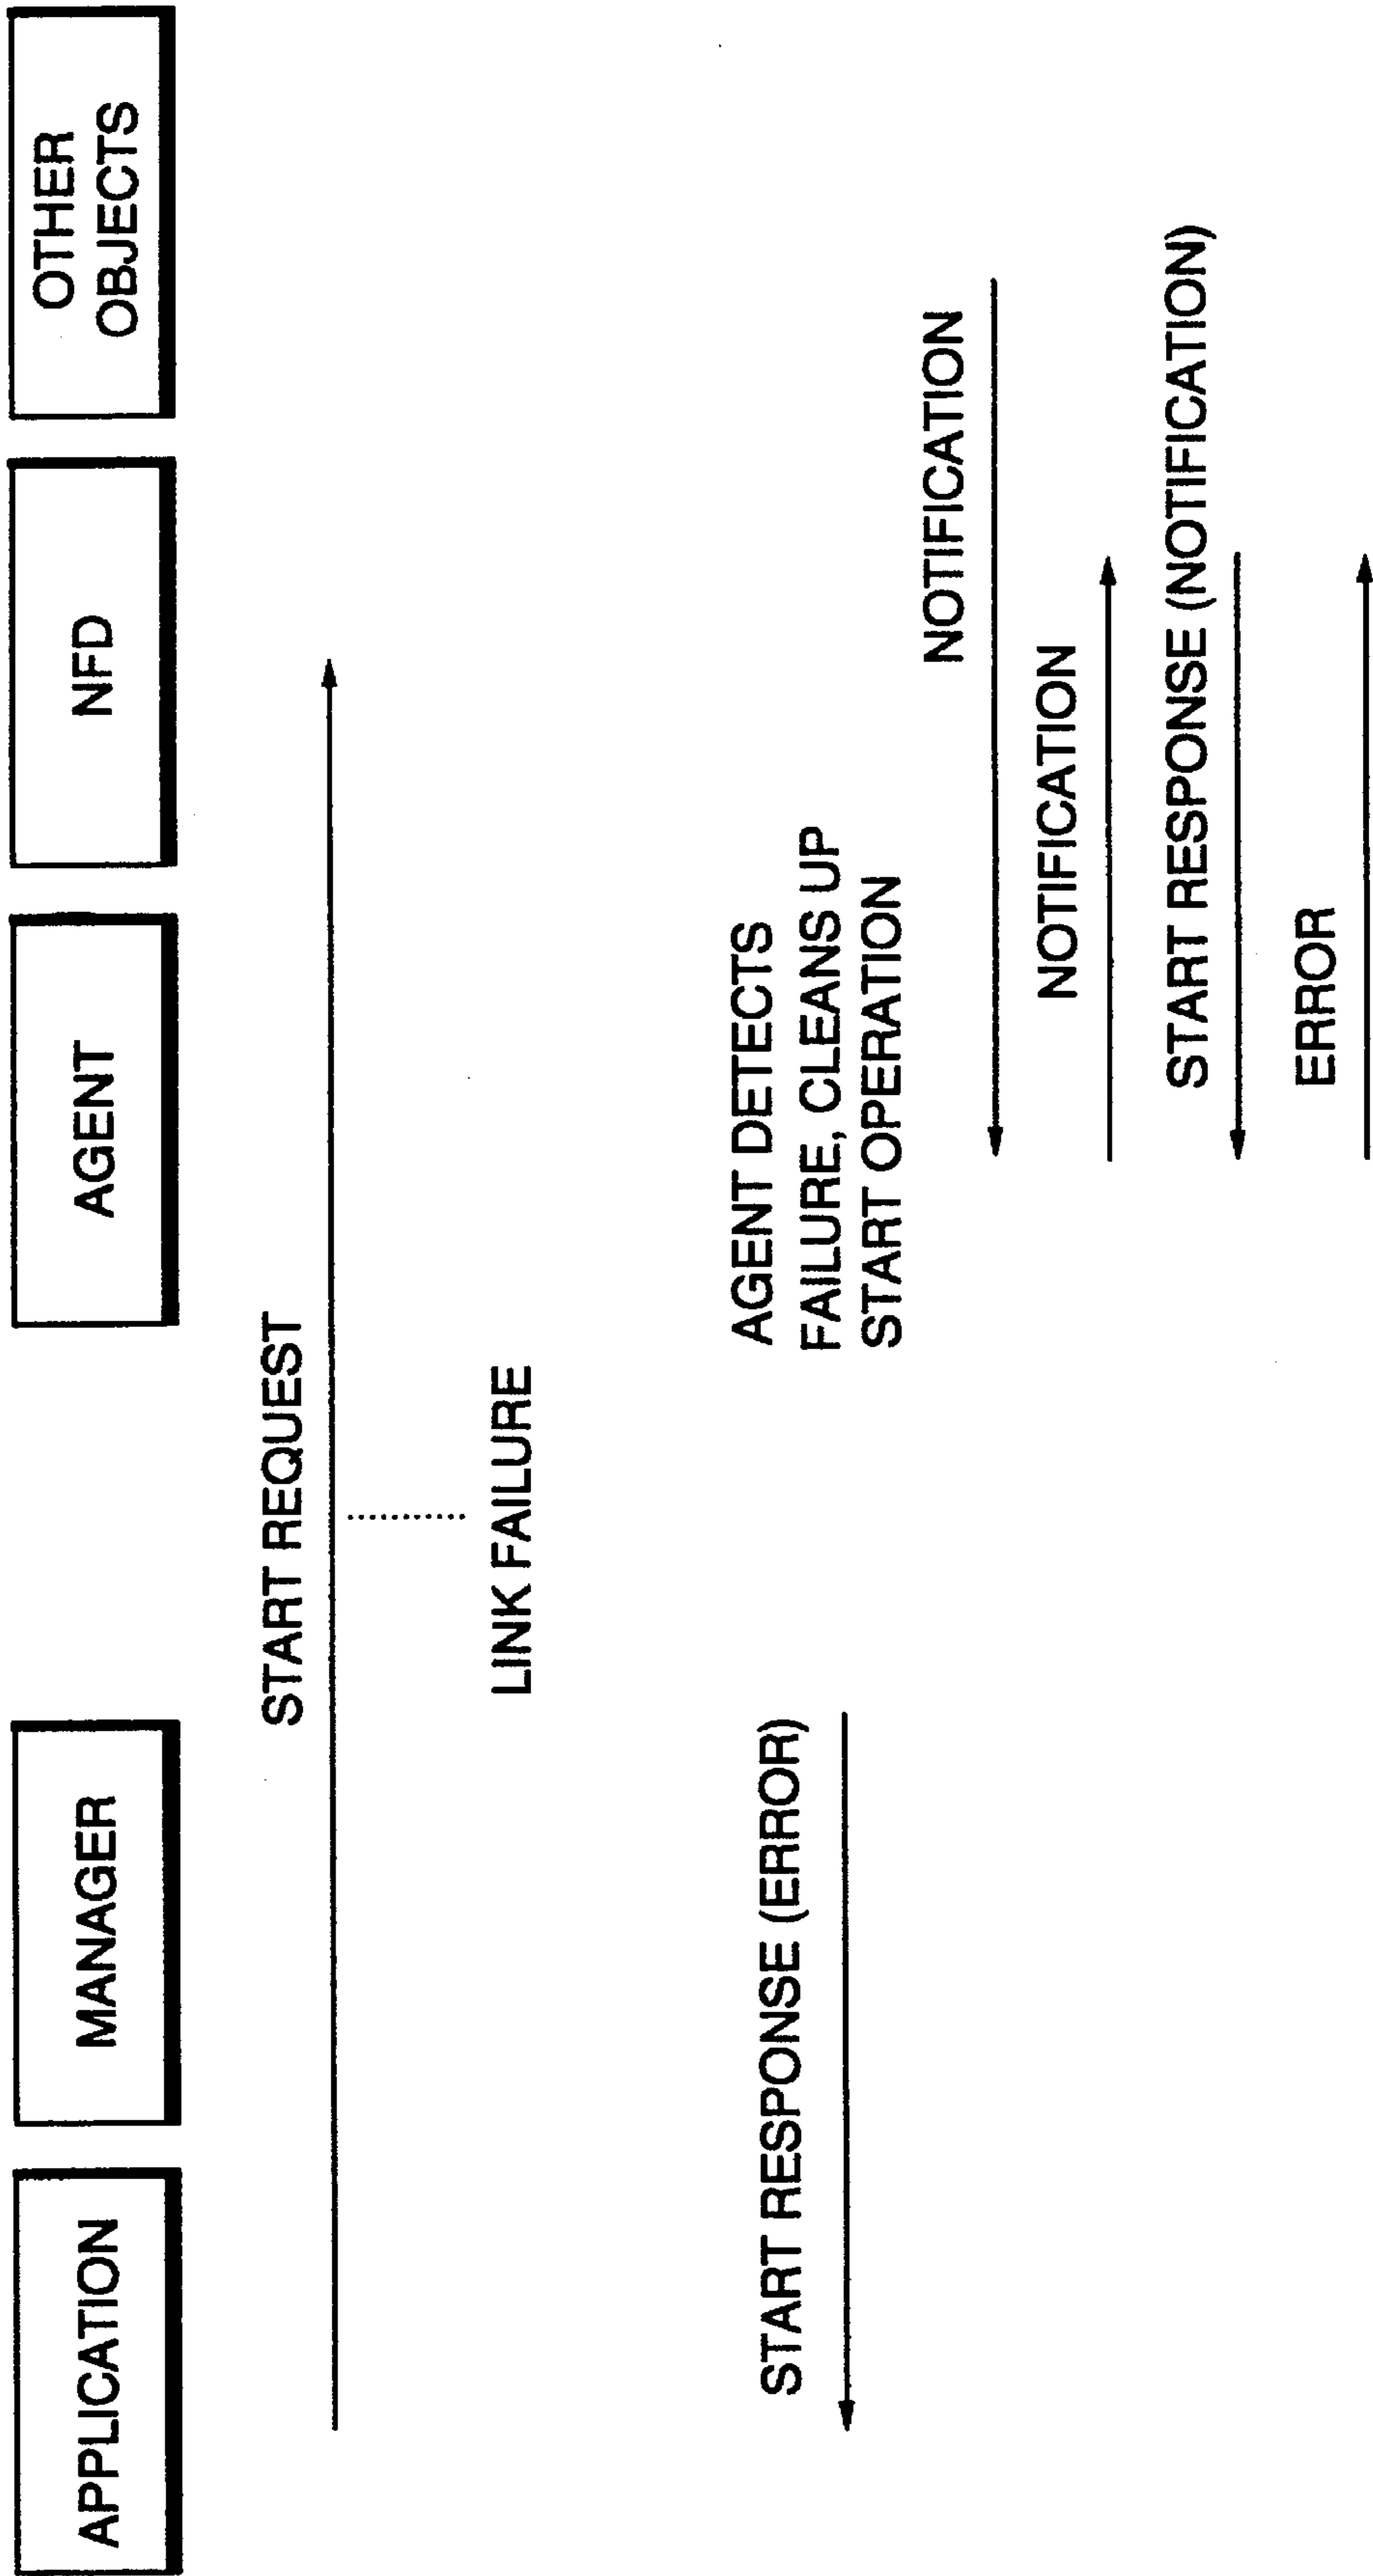 APPLICATION
MANAGER
AGENT
NFD
OTHER
OBJECTS
START REQUEST
LINK FAILURE
AGENT DETECTS
FAILURE, CLEANS UP
START OPERATION
START RESPONSE (ERROR)
NOTIFICATION
NOTIFICATION
START RESPONSE (NOTIFICATION)
ERROR